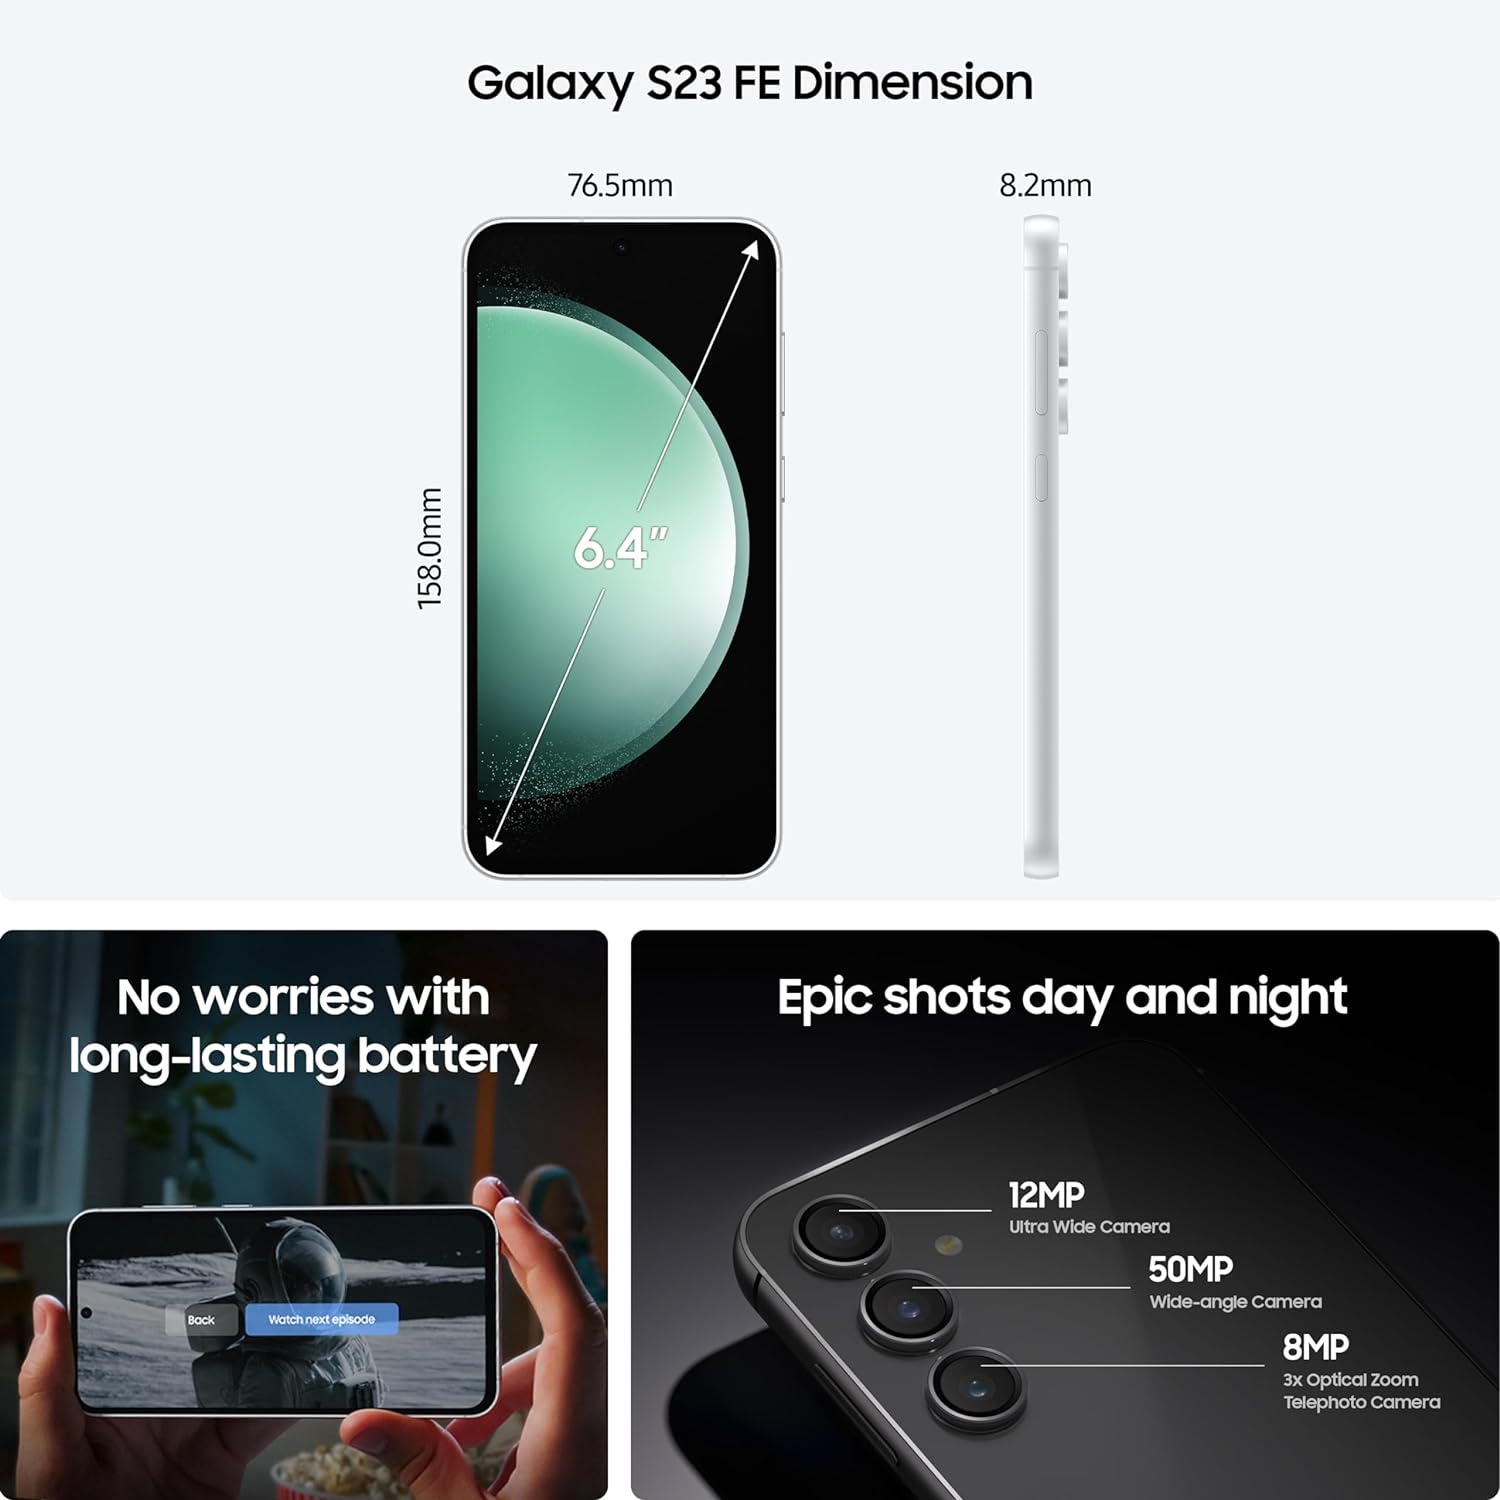 Galaxy S23 FE Dimension
76.5mm
8.2mm
158.0mm
6.4"
No worries with
long-lasting battery
Back
Watch next episode
Epic shots day and night
12MP
Ultra Wide Camera
50MP
Wide-angle Camera
8MP
3x Optical Zoom
Telephoto Camera